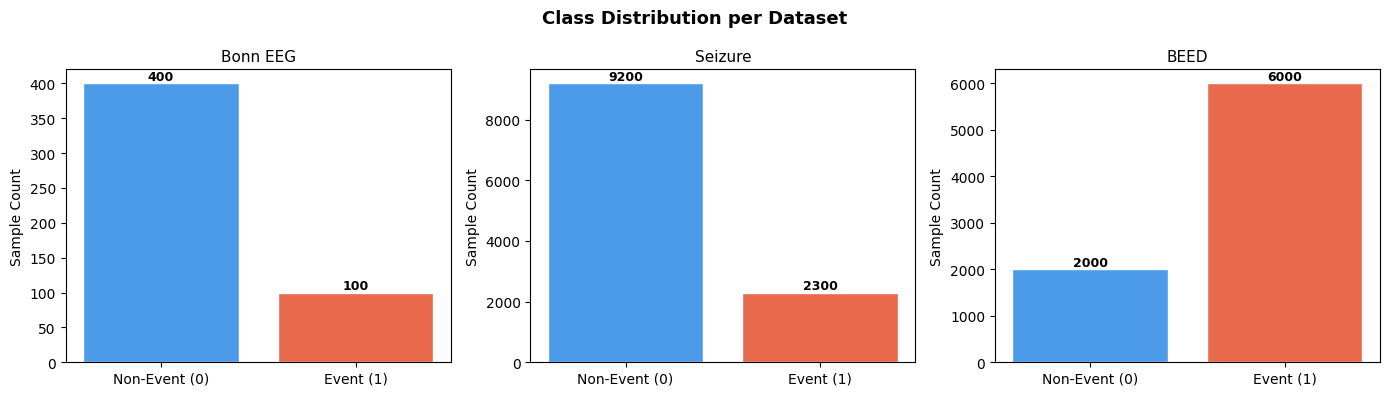 Class Distribution per Dataset
Bonn EEG
Sample Count
400
350
300
250
200
150
100
50
0
400
100
Non-Event (0)
Event (1)
Seizure
Sample Count
8000
6000
4000
2000
0
9200
2300
Non-Event (0)
Event (1)
BEED
Sample Count
6000
5000
4000
3000
2000
1000
0
2000
6000
Non-Event (0)
Event (1)